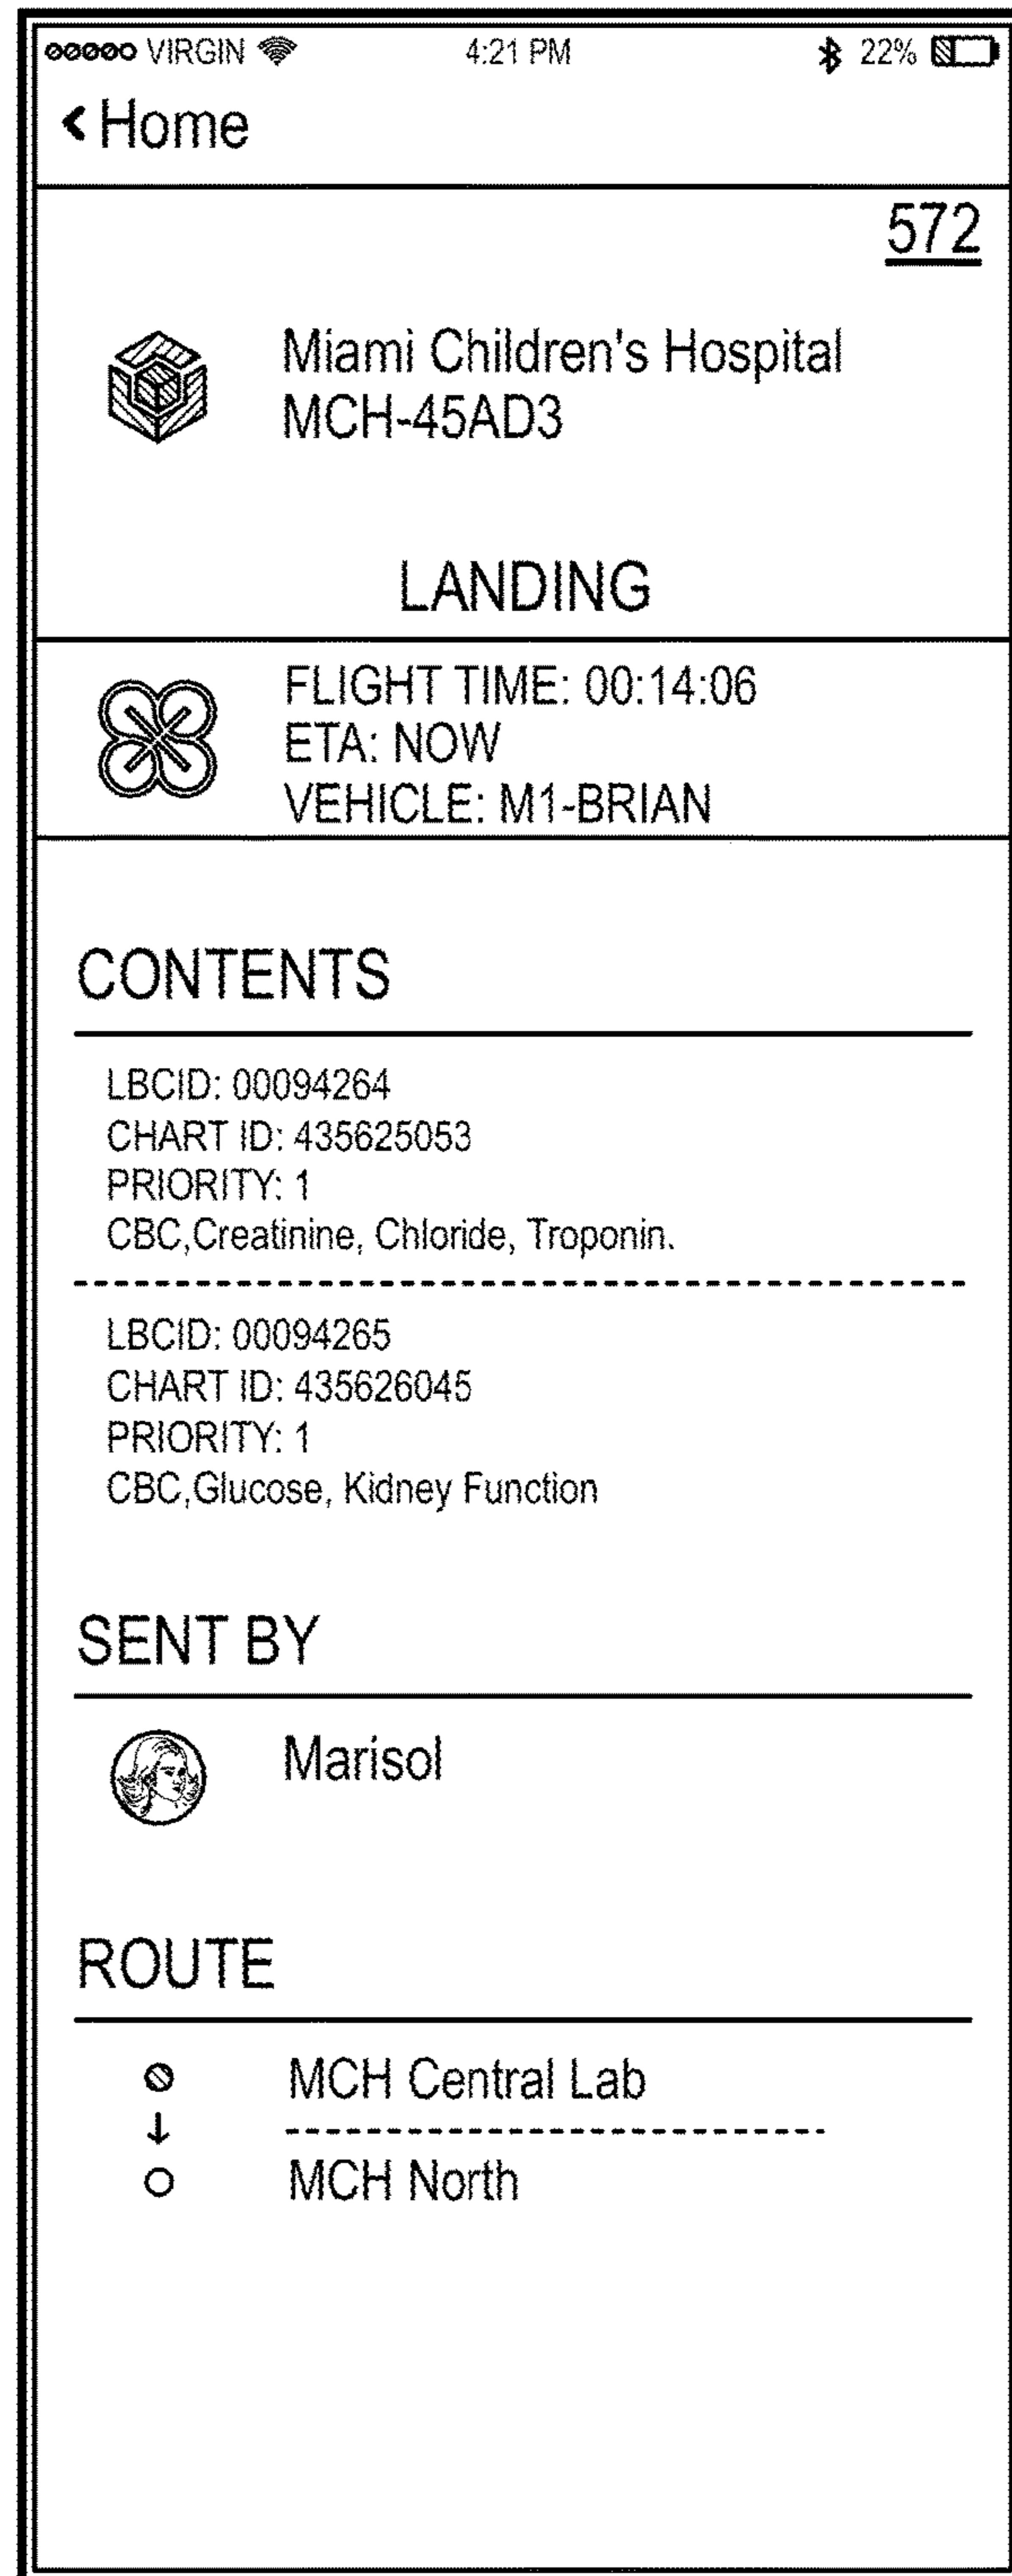 VIRGIN 4:21 PM 22%
Home
572
Miami Children's Hospital
MCH-45AD3
LANDING
FLIGHT TIME: 00:14:06
ETA: NOW
VEHICLE: M1-BRIAN
CONTENTS
LBCID: 00094264
CHART ID: 435625053
PRIORITY: 1
CBC,Creatinine, Chloride, Troponin.
LBCID: 00094265
CHART ID: 435626045
PRIORITY: 1
CBC,Glucose, Kidney Function
SENT BY
Marisol
ROUTE
MCH Central Lab
MCH North